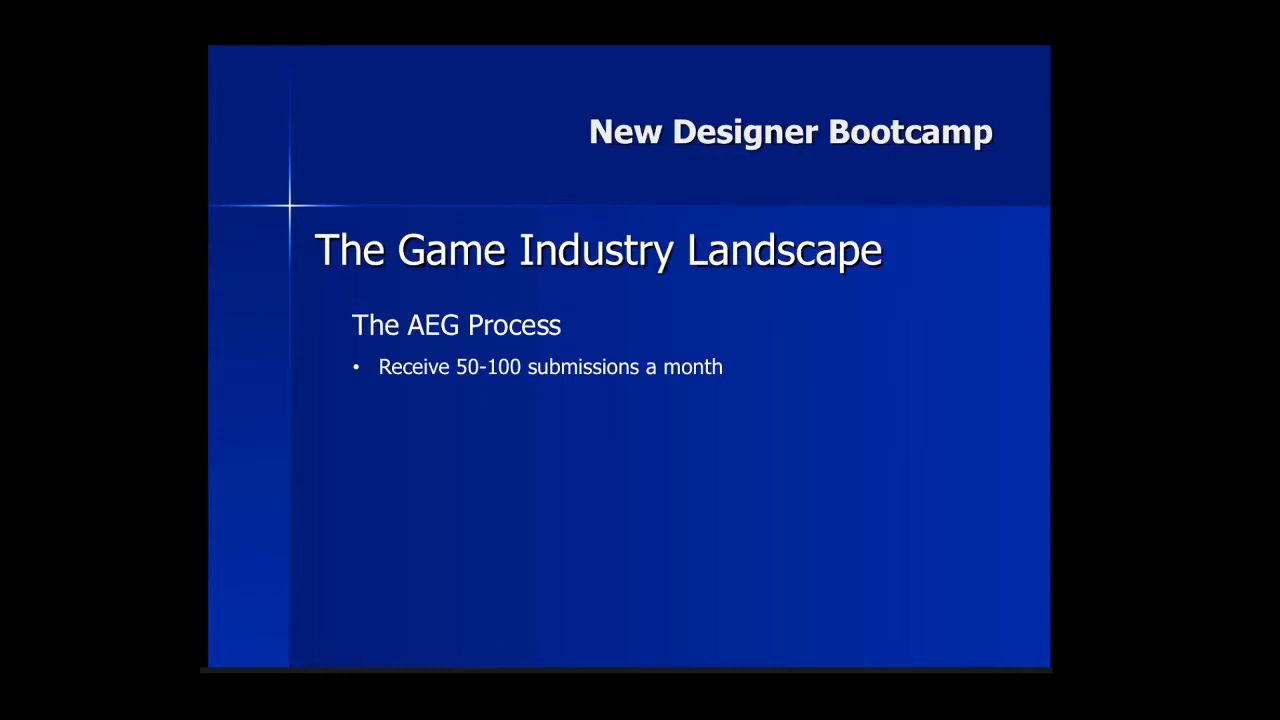 New Designer Bootcamp
The Game Industry Landscape
The AEG Process
• Receive 50-100 submissions a month